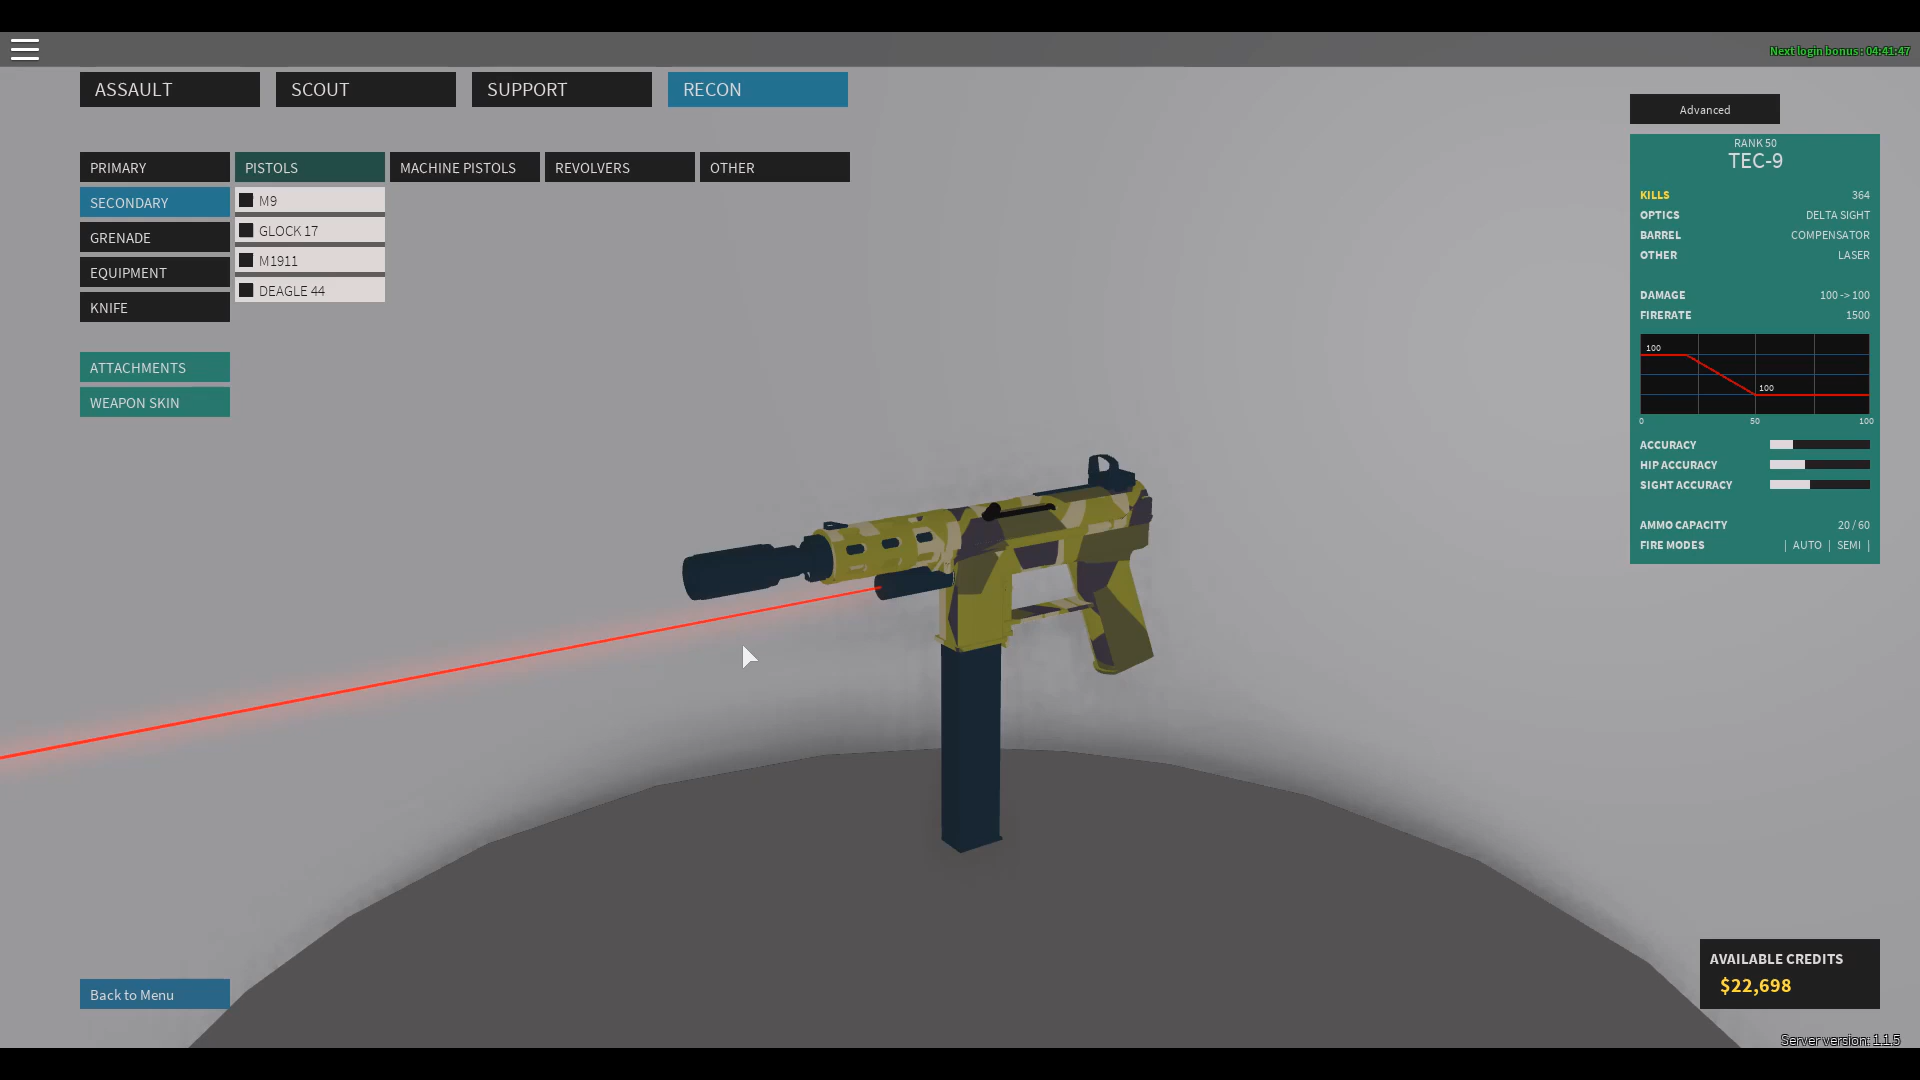 Next login bonus : 04:41:47
ASSAULT
SCOUT
SUPPORT
RECON
Advanced
PRIMARY
SECONDARY
GRENADE
EQUIPMENT
KNIFE
ATTACHMENTS
WEAPON SKIN
PISTOLS
M9
GLOCK 17
M1911
DEAGLE 44
MACHINE PISTOLS
REVOLVERS
OTHER
RANK 50
TEC-9
KILLS 364
OPTICS DELTA SIGHT
BARREL COMPENSATOR
OTHER LASER
DAMAGE 100 -> 100
FIRERATE 1500
100
100
0 50 100
ACCURACY
HIP ACCURACY
SIGHT ACCURACY
AMMO CAPACITY 20 / 60
FIRE MODES | AUTO | SEMI |
Back to Menu
AVAILABLE CREDITS
$22,698
Server version: 1.1.5